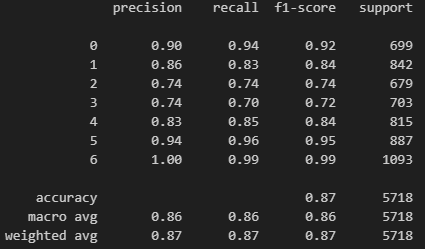 precision recall f1-score support
0 0.90 0.94 0.92 699
1 0.86 0.83 0.84 842
2 0.74 0.74 0.74 679
3 0.74 0.70 0.72 703
4 0.83 0.85 0.84 815
5 0.94 0.96 0.95 887
6 1.00 0.99 0.99 1093
accuracy 0.87 5718
macro avg 0.86 0.86 0.86 5718
weighted avg 0.87 0.87 0.87 5718